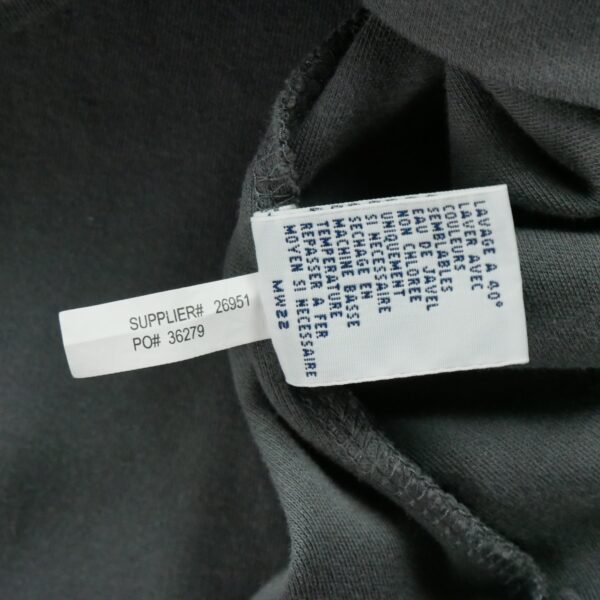 SUPPLIER# 26951
PO# 36279
LAVAGE A 40°
LAVER AVEC
COULEURS
SEMBLABLES
EAU DE JAVEL
NON CHLORTE
UNIQUEMENT
SI NECESSAIRE
SECHAGE EN
MACHINE BASSE
TEMPERATURE
REPASSER A FER
MOYEN SI NECESSAIRE
MW22